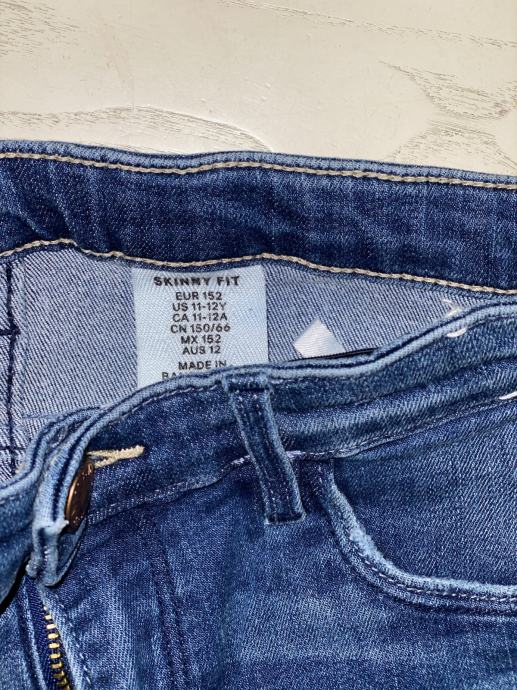 SKINNY FIT
EUR 152
US 11-12Y
CA 11-12A
CN 150/66
MX 152
AUS 12
MADE IN